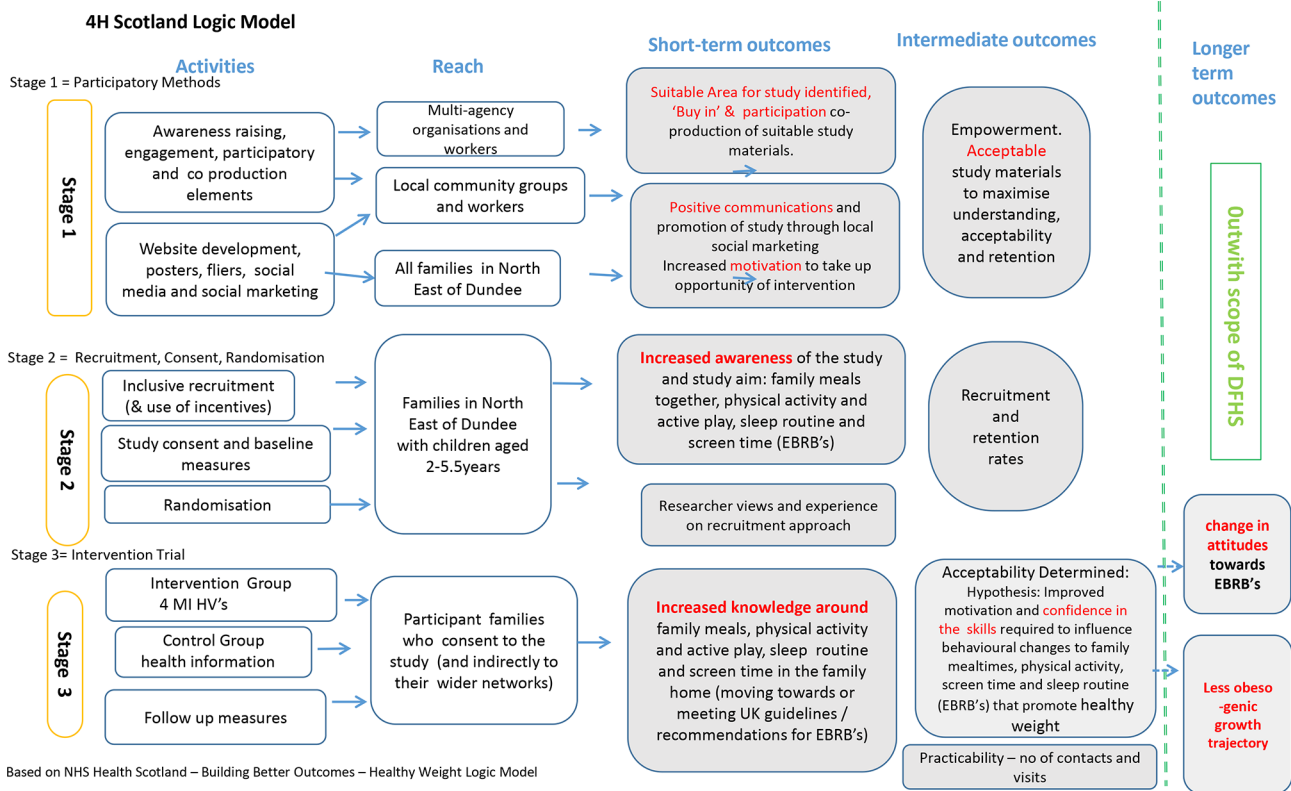 4H Scotland Logic Model
Activities
Reach
Short-term outcomes
Intermediate outcomes
Longer
term
outcomes
Stage 1 = Participatory Methods
Stage 1
Awareness raising,
engagement, participatory
and co production
elements
Website development,
posters, fliers, social
media and social marketing
Multi-agency
organisations and
workers
Local community groups
and workers
All families in North
East of Dundee
Suitable Area for study identified,
‘Buy in’ & participation co-
production of suitable study
materials.
Positive communications and
promotion of study through local
social marketing
Increased motivation to take up
opportunity of intervention
Empowerment.
Acceptable
study materials
to maximise
understanding,
acceptability
and retention
Outwith scope of DFHS
Stage 2 = Recruitment, Consent, Randomisation
Stage 2
Inclusive recruitment
(& use of incentives)
Study consent and baseline
measures
Randomisation
Families in North
East of Dundee
with children aged
2-5.5years
Increased awareness of the study
and study aim: family meals
together, physical activity and
active play, sleep routine and
screen time (EBRB’s)
Researcher views and experience
on recruitment approach
Recruitment
and
retention
rates
Stage 3= Intervention Trial
Stage 3
Intervention Group
4 MI HV’s
Control Group
health information
Follow up measures
Participant families
who consent to the
study (and indirectly to
their wider networks)
Increased knowledge around
family meals, physical activity
and active play, sleep routine
and screen time in the family
home (moving towards or
meeting UK guidelines /
recommendations for EBRB’s)
Acceptability Determined:
Hypothesis: Improved
motivation and confidence in
the skills required to influence
behavioural changes to family
mealtimes, physical activity,
screen time and sleep routine
(EBRB’s) that promote healthy
weight
Practicability – no of contacts and
visits
change in
attitudes
towards
EBRB’s
Less obeso
-genic
growth
trajectory
Based on NHS Health Scotland – Building Better Outcomes – Healthy Weight Logic Model